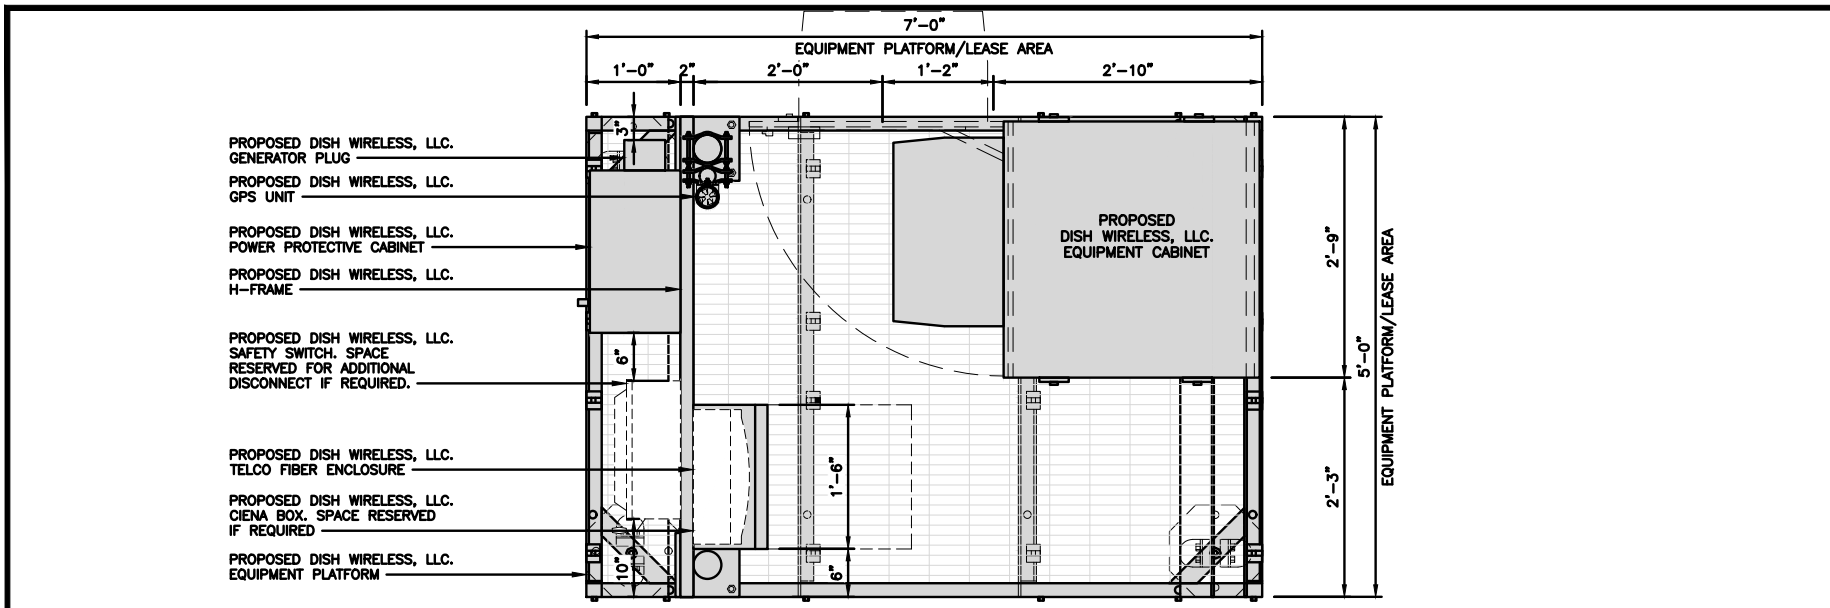 7'-0"
EQUIPMENT PLATFORM/LEASE AREA
1'-0" 2" 2'-0" 1'-2" 2'-10"
3"
PROPOSED DISH WIRELESS, LLC.
GENERATOR PLUG
PROPOSED DISH WIRELESS, LLC.
GPS UNIT
PROPOSED DISH WIRELESS, LLC.
POWER PROTECTIVE CABINET
PROPOSED DISH WIRELESS, LLC.
H-FRAME
PROPOSED DISH WIRELESS, LLC.
SAFETY SWITCH. SPACE
RESERVED FOR ADDITIONAL
DISCONNECT IF REQUIRED.
PROPOSED DISH WIRELESS, LLC.
TELCO FIBER ENCLOSURE
PROPOSED DISH WIRELESS, LLC.
CIENA BOX. SPACE RESERVED
IF REQUIRED
PROPOSED DISH WIRELESS, LLC.
EQUIPMENT PLATFORM
6"
10"
1'-6"
6"
PROPOSED
DISH WIRELESS, LLC.
EQUIPMENT CABINET
2'-9"
2'-3"
5'-0"
EQUIPMENT PLATFORM/LEASE AREA